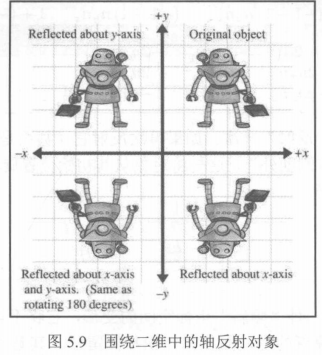 +y
Reflected about y-axis
Original object
-x
+x
Reflected about x-axis
and y-axis. (Same as
rotating 180 degrees)
Reflected about x-axis
-y
图 5.9 围绕二维中的轴反射对象